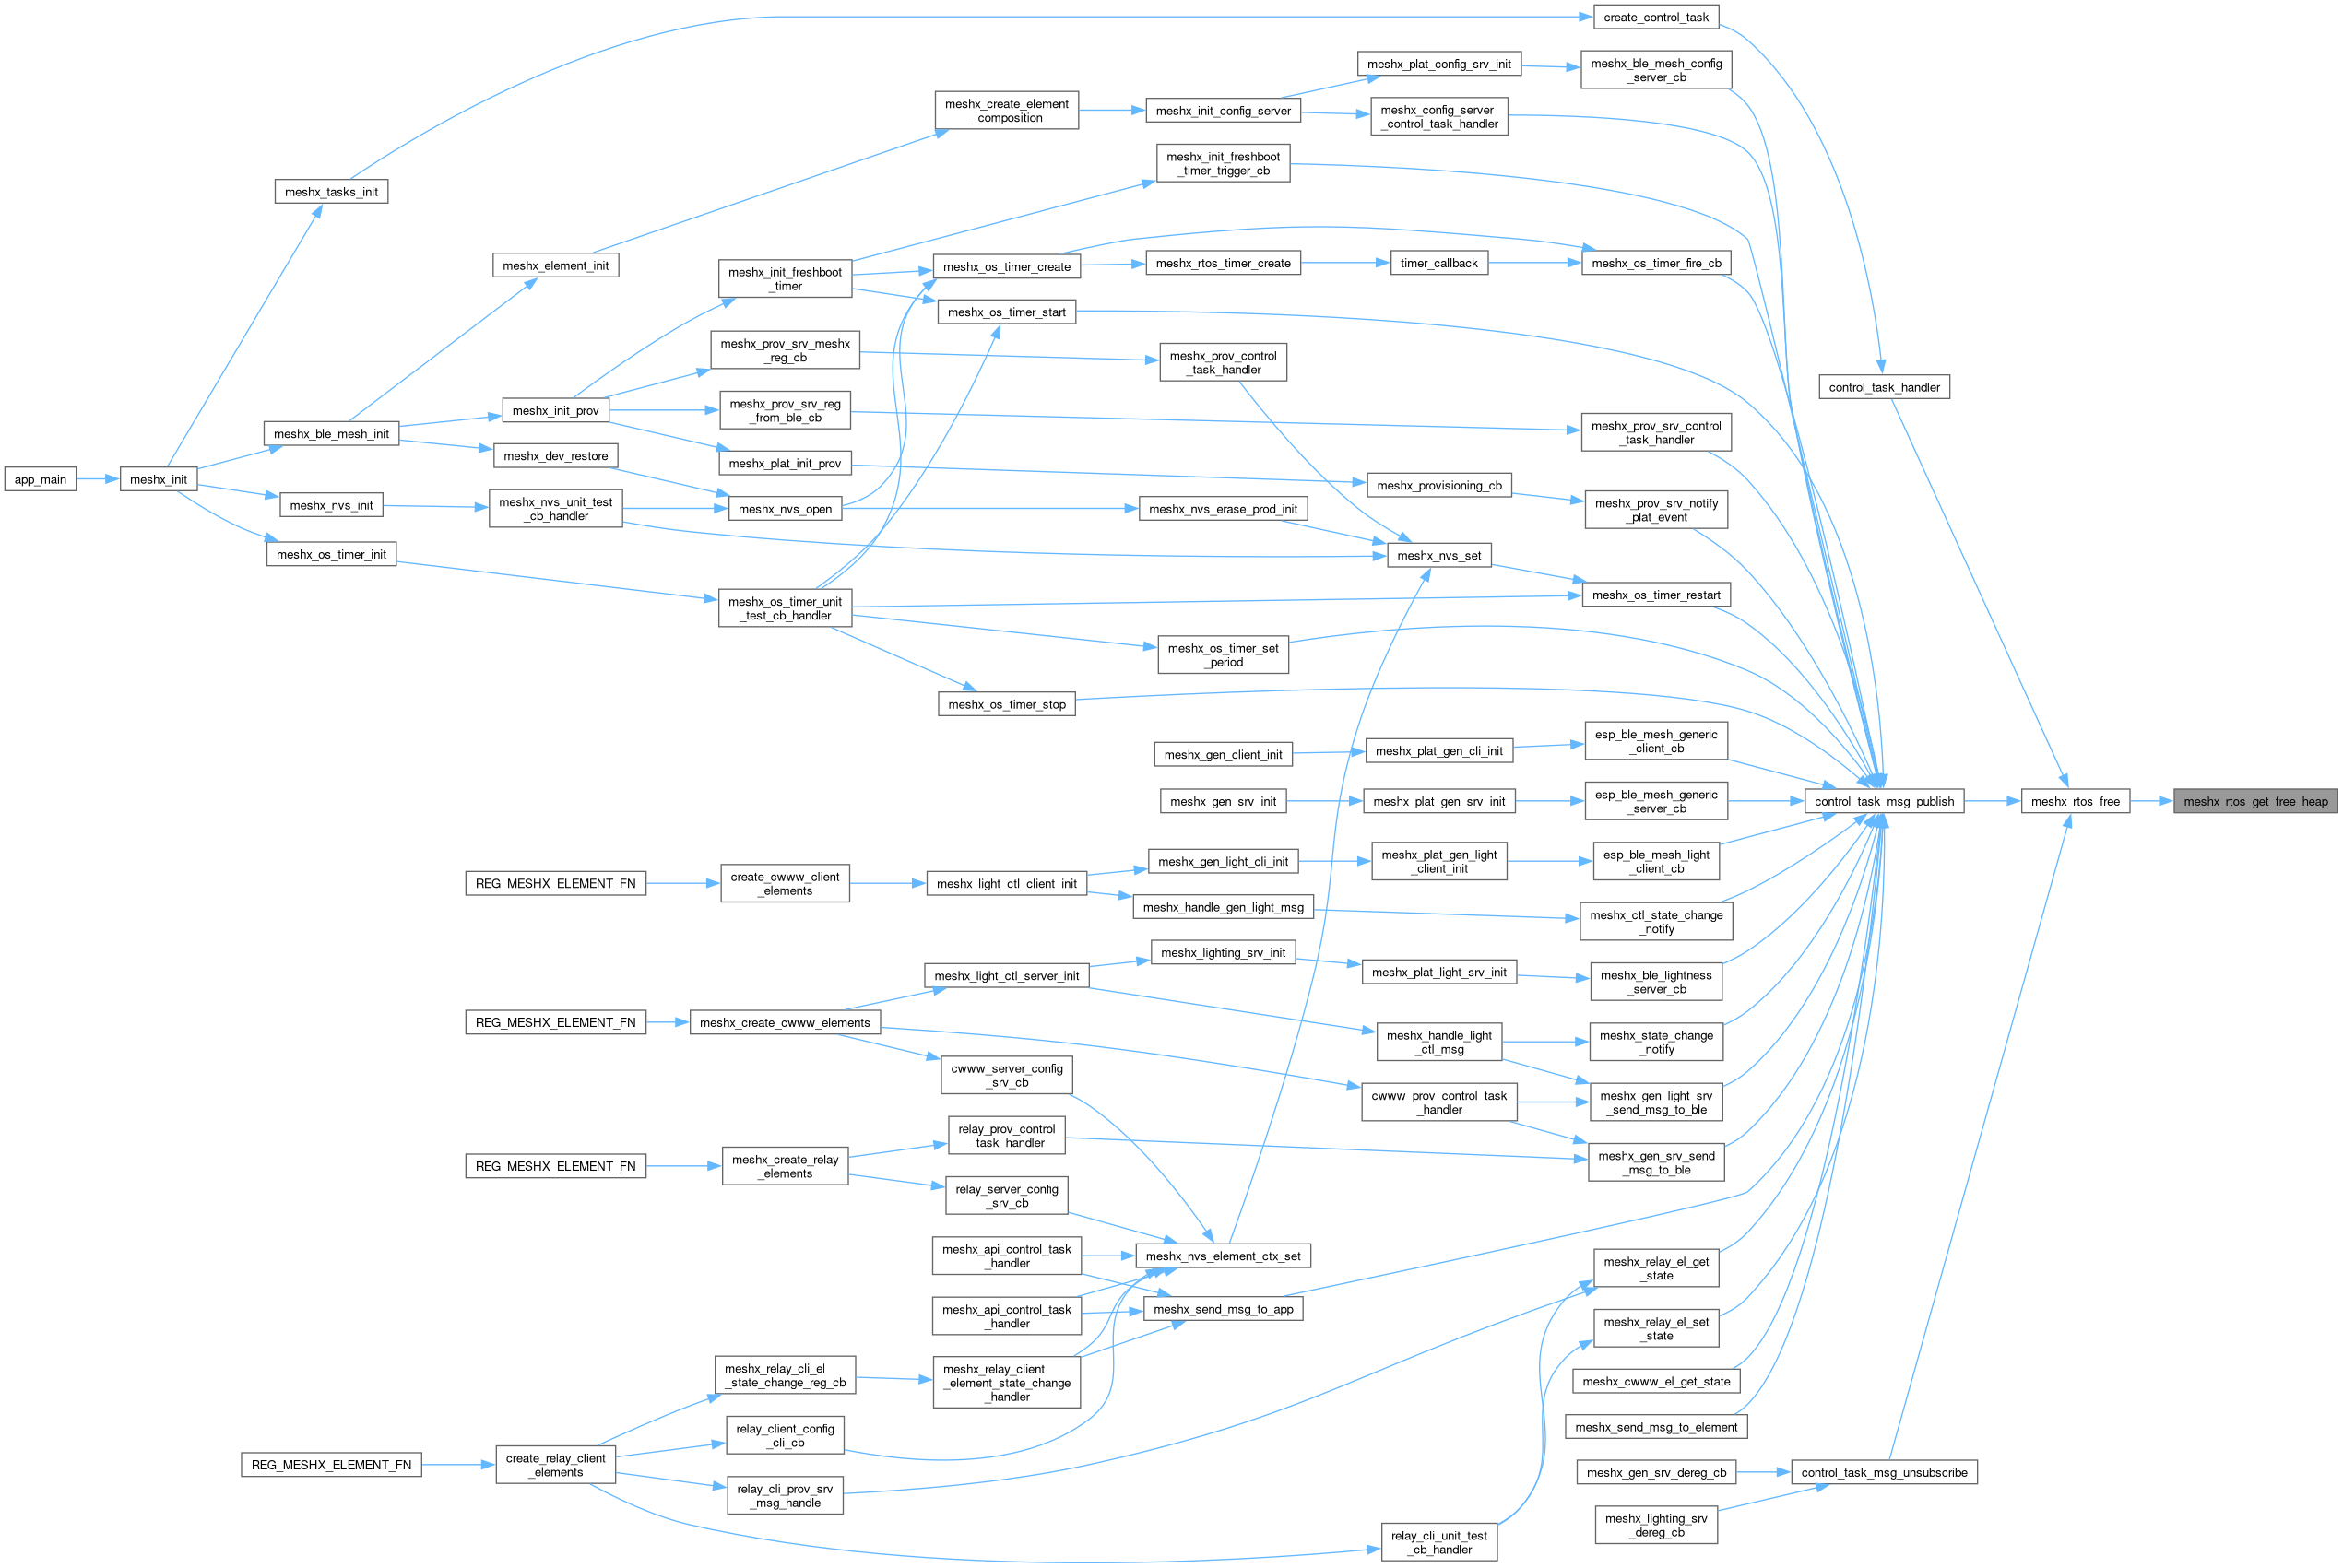 create_control_task
meshx_ble_mesh_config
_server_cb
meshx_plat_config_srv_init
meshx_create_element
_composition
meshx_init_config_server
meshx_config_server
_control_task_handler
meshx_init_freshboot
_timer_trigger_cb
meshx_tasks_init
meshx_element_init
meshx_init_freshboot
_timer
meshx_os_timer_create
meshx_rtos_timer_create
timer_callback
meshx_os_timer_fire_cb
meshx_os_timer_start
meshx_prov_srv_meshx
_reg_cb
meshx_prov_control
_task_handler
control_task_handler
meshx_init_prov
meshx_prov_srv_reg
_from_ble_cb
meshx_prov_srv_control
_task_handler
meshx_ble_mesh_init
meshx_dev_restore
meshx_plat_init_prov
meshx_provisioning_cb
app_main
meshx_init
meshx_nvs_init
meshx_nvs_unit_test
_cb_handler
meshx_nvs_open
meshx_nvs_erase_prod_init
meshx_prov_srv_notify
_plat_event
meshx_os_timer_init
meshx_nvs_set
meshx_os_timer_unit
_test_cb_handler
meshx_os_timer_restart
meshx_os_timer_set
_period
meshx_os_timer_stop
meshx_gen_client_init
meshx_plat_gen_cli_init
esp_ble_mesh_generic
_client_cb
meshx_gen_srv_init
meshx_plat_gen_srv_init
esp_ble_mesh_generic
_server_cb
control_task_msg_publish
meshx_rtos_free
meshx_rtos_get_free_heap
REG_MESHX_ELEMENT_FN
create_cwww_client
_elements
meshx_light_ctl_client_init
meshx_gen_light_cli_init
meshx_plat_gen_light
_client_init
esp_ble_mesh_light
_client_cb
meshx_handle_gen_light_msg
meshx_ctl_state_change
_notify
meshx_light_ctl_server_init
meshx_lighting_srv_init
meshx_plat_light_srv_init
meshx_ble_lightness
_server_cb
REG_MESHX_ELEMENT_FN
meshx_create_cwww_elements
meshx_handle_light
_ctl_msg
meshx_state_change
_notify
cwww_server_config
_srv_cb
cwww_prov_control_task
_handler
meshx_gen_light_srv
_send_msg_to_ble
relay_prov_control
_task_handler
REG_MESHX_ELEMENT_FN
meshx_create_relay
_elements
meshx_gen_srv_send
_msg_to_ble
relay_server_config
_srv_cb
meshx_api_control_task
_handler
meshx_nvs_element_ctx_set
meshx_relay_el_get
_state
meshx_api_control_task
_handler
meshx_send_msg_to_app
meshx_relay_el_set
_state
meshx_relay_cli_el
_state_change_reg_cb
meshx_relay_client
_element_state_change
_handler
meshx_cwww_el_get_state
relay_client_config
_cli_cb
meshx_send_msg_to_element
REG_MESHX_ELEMENT_FN
create_relay_client
_elements
relay_cli_prov_srv
_msg_handle
meshx_gen_srv_dereg_cb
control_task_msg_unsubscribe
meshx_lighting_srv
_dereg_cb
relay_cli_unit_test
_cb_handler